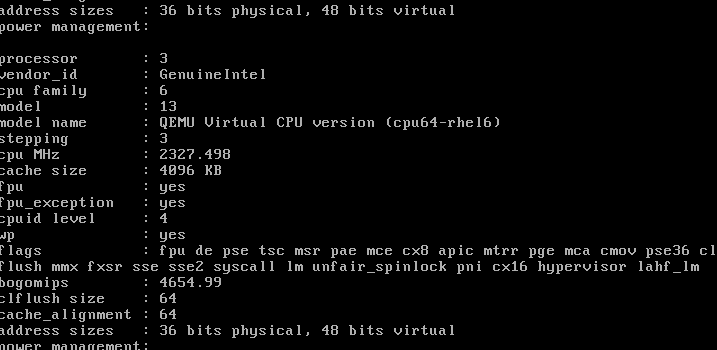 address sizes   : 36 bits physical, 48 bits virtual
power management:
processor       : 3
vendor_id       : GenuineIntel
cpu family      : 6
model           : 13
model name      : QEMU Virtual CPU version (cpu64-rhel6)
stepping        : 3
cpu MHz         : 2327.498
cache size      : 4096 KB
fpu             : yes
fpu_exception   : yes
cpuid level     : 4
wp              : yes
flags           : fpu de pse tsc msr pae mce cx8 apic mtrr pge mca cmov pse36 cl
flush mmx fxsr sse sse2 syscall lm unfair_spinlock pni cx16 hypervisor lahf_lm
bogomips        : 4654.99
clflush size    : 64
cache_alignment : 64
address sizes   : 36 bits physical, 48 bits virtual
power management: